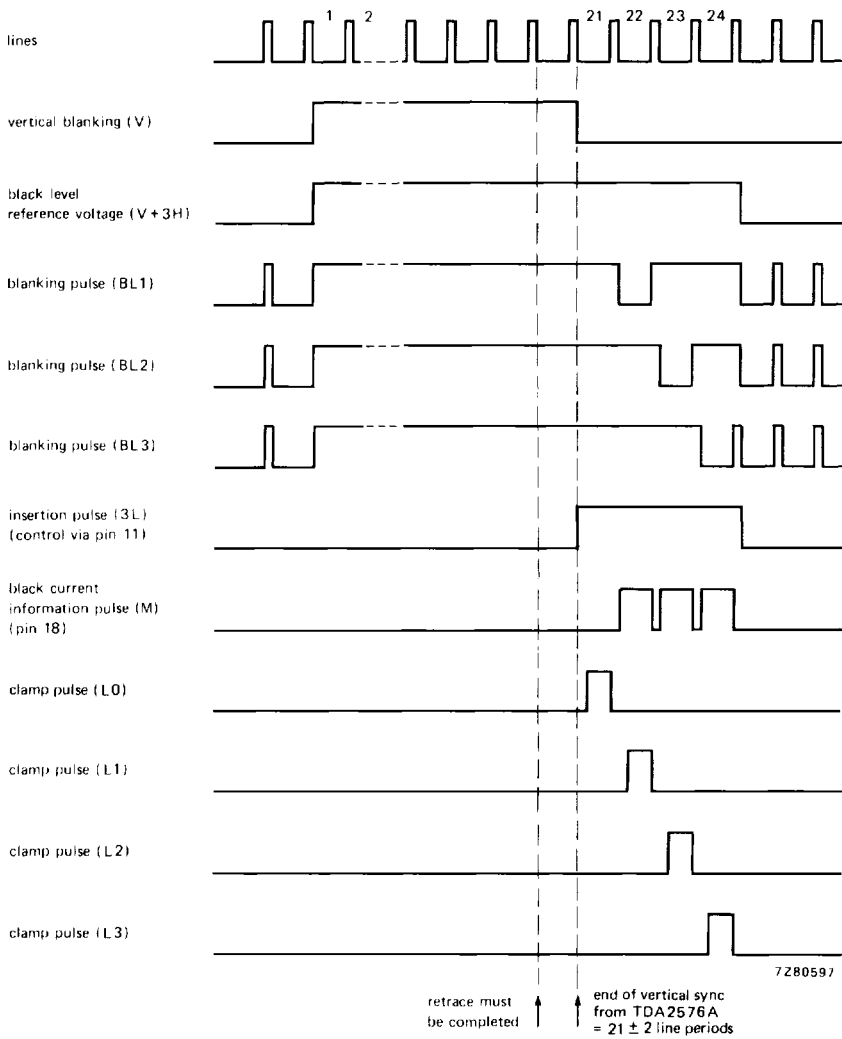 1 2 21 22 23 24
lines
vertical blanking (V)
black level
reference voltage (V + 3H)
blanking pulse (BL1)
blanking pulse (BL2)
blanking pulse (BL3)
insertion pulse (3L)
(control via pin 11)
black current
information pulse (M)
(pin 18)
clamp pulse (L0)
clamp pulse (L1)
clamp pulse (L2)
clamp pulse (L3)
7Z80597
retrace must
be completed
end of vertical sync
from TDA2576A
= 21 ± 2 line periods